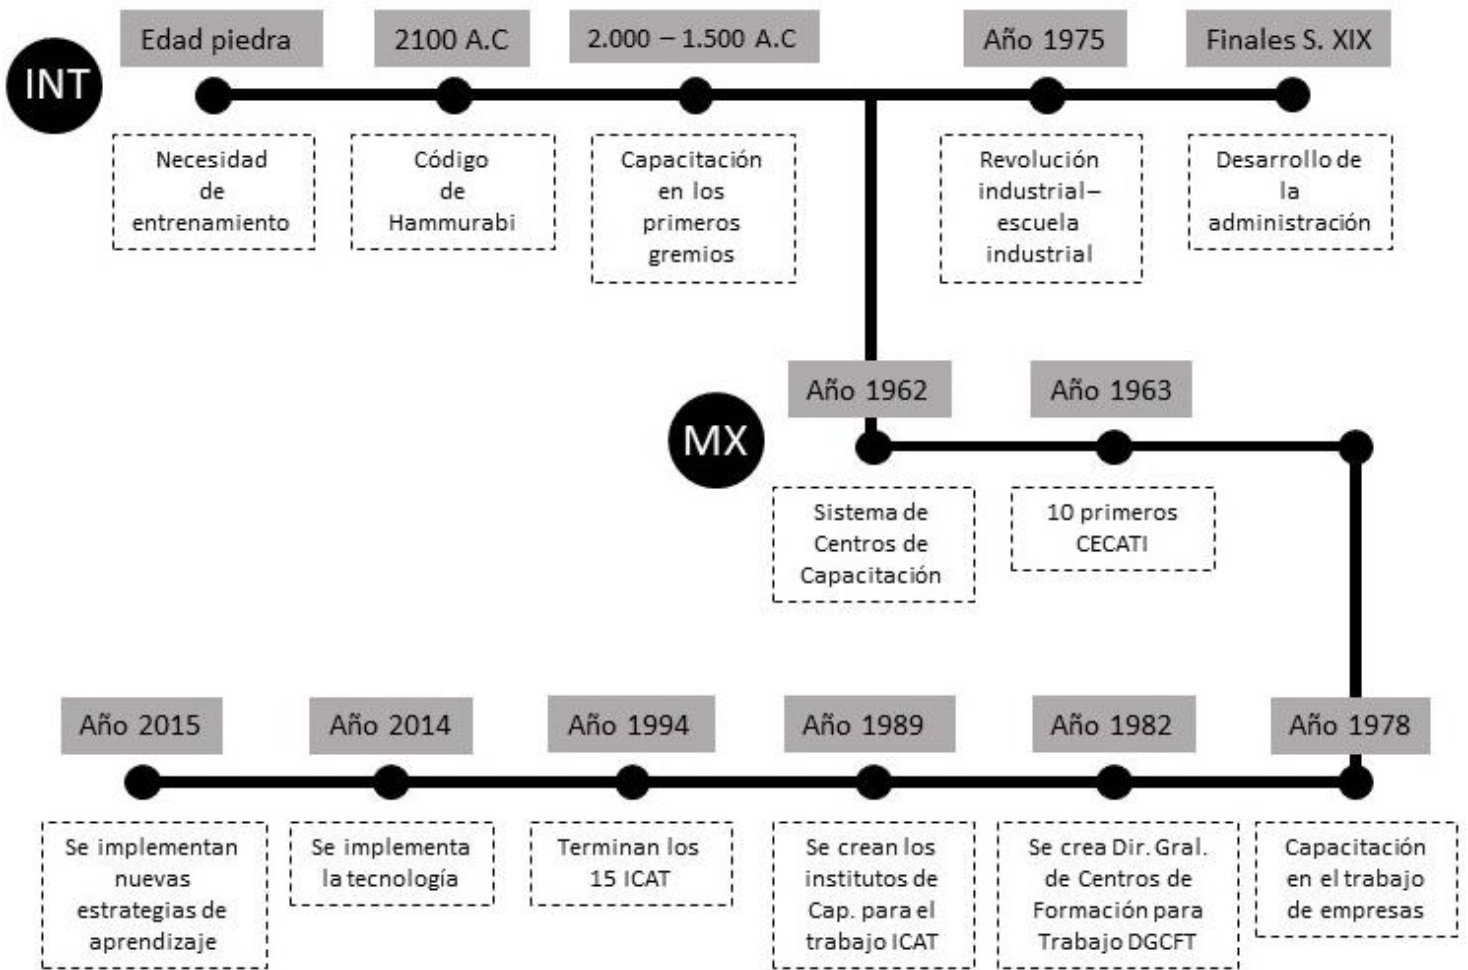 INT
Edad piedra
Necesidad
de
entrenamiento
2100 A.C
Código
de
Hammurabi
2.000 – 1.500 A.C
Capacitación
en los
primeros
gremios
Año 1975
Revolución
industrial–
escuela
industrial
Finales S. XIX
Desarrollo de
la
administración
MX
Año 1962
Sistema de
Centros de
Capacitación
Año 1963
10 primeros
CECATI
Año 2015
Se implementan
nuevas
estrategias de
aprendizaje
Año 2014
Se implementa
la tecnología
Año 1994
Terminan los
15 ICAT
Año 1989
Se crean los
institutos de
Cap. para el
trabajo ICAT
Año 1982
Se crea Dir. Gral.
de Centros de
Formación para
Trabajo DGCFT
Año 1978
Capacitación
en el trabajo
de empresas